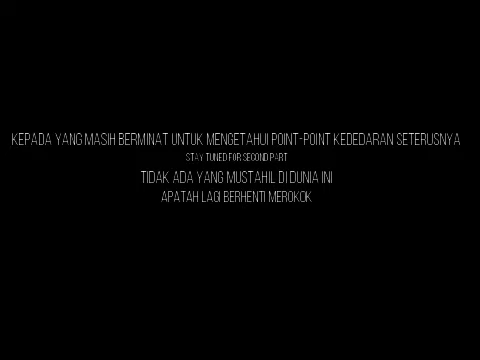 KEPADA YANG MASIH BERMINAT UNTUK MENGETAHUI POINT-POINT KEDEDARAN SETERUSNYA
STAY TUNED FOR SECOND PART
TIDAK ADA YANG MUSTAHIL DI DUNIA INI
APATAH LAGI BERHENTI MEROKOK